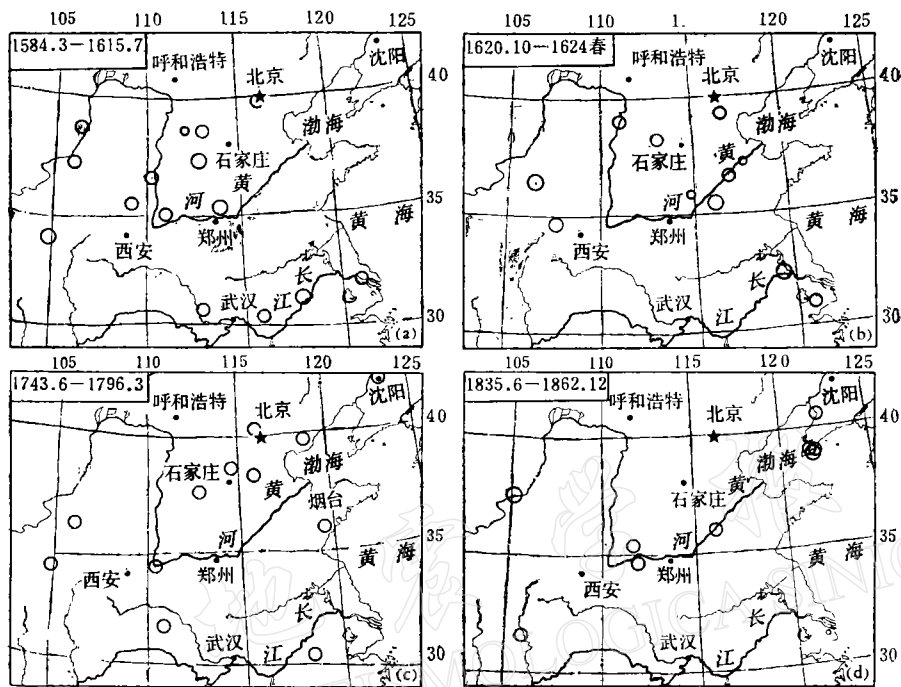 105 110 115 120 125
1584.3—1615.7
呼和浩特
北京
沈阳
40
渤海
石家庄
黄
河
35
黄 海
西安
郑州
长
武汉
江
30
(a)
105 110 1. 120 125
1620.10—1624春
呼和浩特
北京
沈阳
40
渤海
石家庄
黄
河
35
黄 海
西安
郑州
长
武汉
江
30
(b)
105 110 115 120 125
1743.6—1796.3
呼和浩特
北京
沈阳
40
渤海
石家庄
黄
烟台
河
35
黄 海
西安
郑州
长
武汉
江
30
(c)
105 110 115 120 125
1835.6—1862.12
呼和浩特
北京
沈阳
40
渤海
石家庄
黄
河
35
黄 海
西安
郑州
长
武汉
江
30
(d)
地震学报
MOLOGICA SINIC